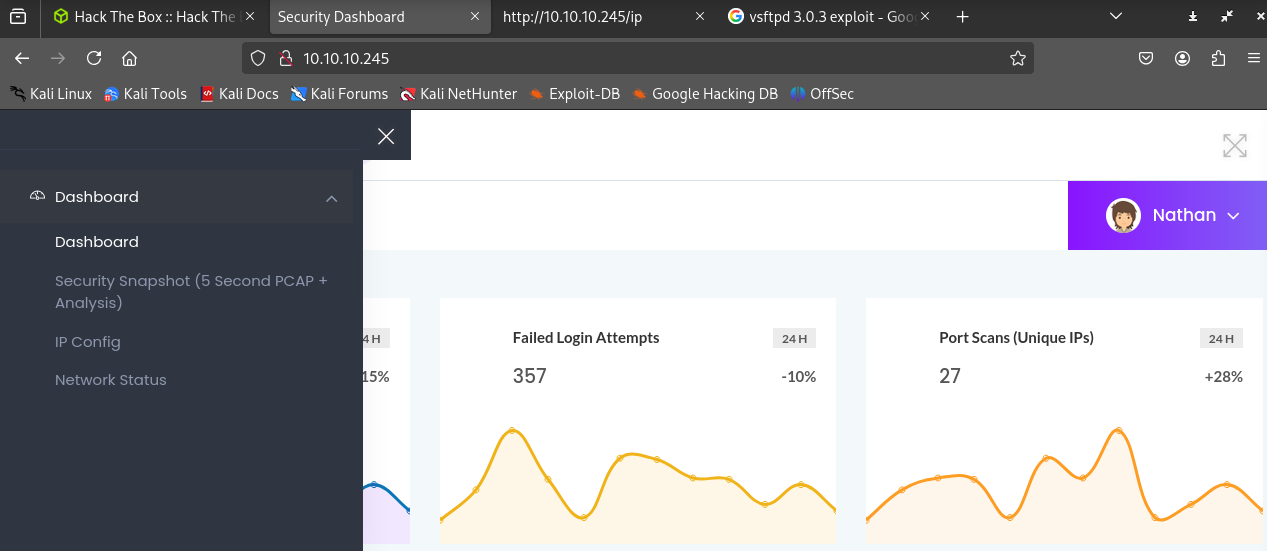 Hack The Box :: Hack The
Security Dashboard
http://10.10.10.245/ip
vsftpd 3.0.3 exploit - Goo
10.10.10.245
Kali Linux
Kali Tools
Kali Docs
Kali Forums
Kali NetHunter
Exploit-DB
Google Hacking DB
OffSec
Dashboard
Dashboard
Security Snapshot (5 Second PCAP +
Analysis)
IP Config
Network Status
Nathan
4 H
15%
Failed Login Attempts
24 H
357
-10%
Port Scans (Unique IPs)
24 H
27
+28%